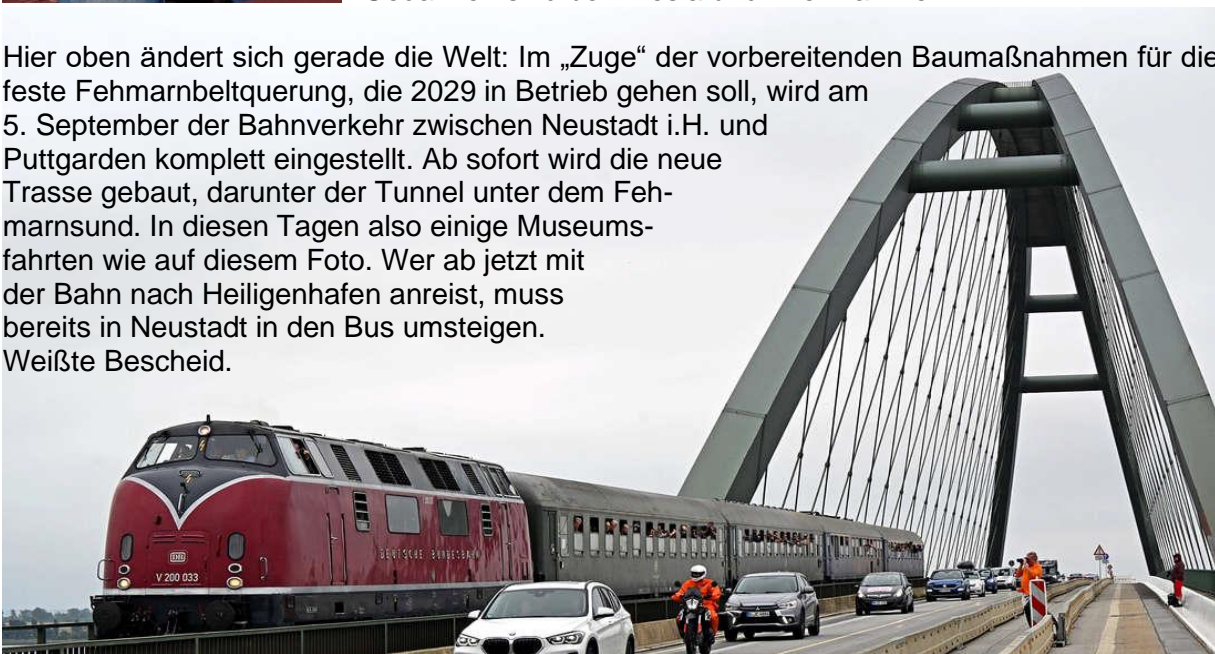 Hier oben ändert sich gerade die Welt: Im „Zuge“ der vorbereitenden Baumaßnahmen für die
feste Fehmarnbeltquerung, die 2029 in Betrieb gehen soll, wird am
5. September der Bahnverkehr zwischen Neustadt i.H. und
Puttgarden komplett eingestellt. Ab sofort wird die neue
Trasse gebaut, darunter der Tunnel unter dem Feh-
marnsund. In diesen Tagen also einige Museums-
fahrten wie auf diesem Foto. Wer ab jetzt mit
der Bahn nach Heiligenhafen anreist, muss
bereits in Neustadt in den Bus umsteigen.
Weißte Bescheid.
DEUTSCHE BUNDESBAHN
DB
V 200 033